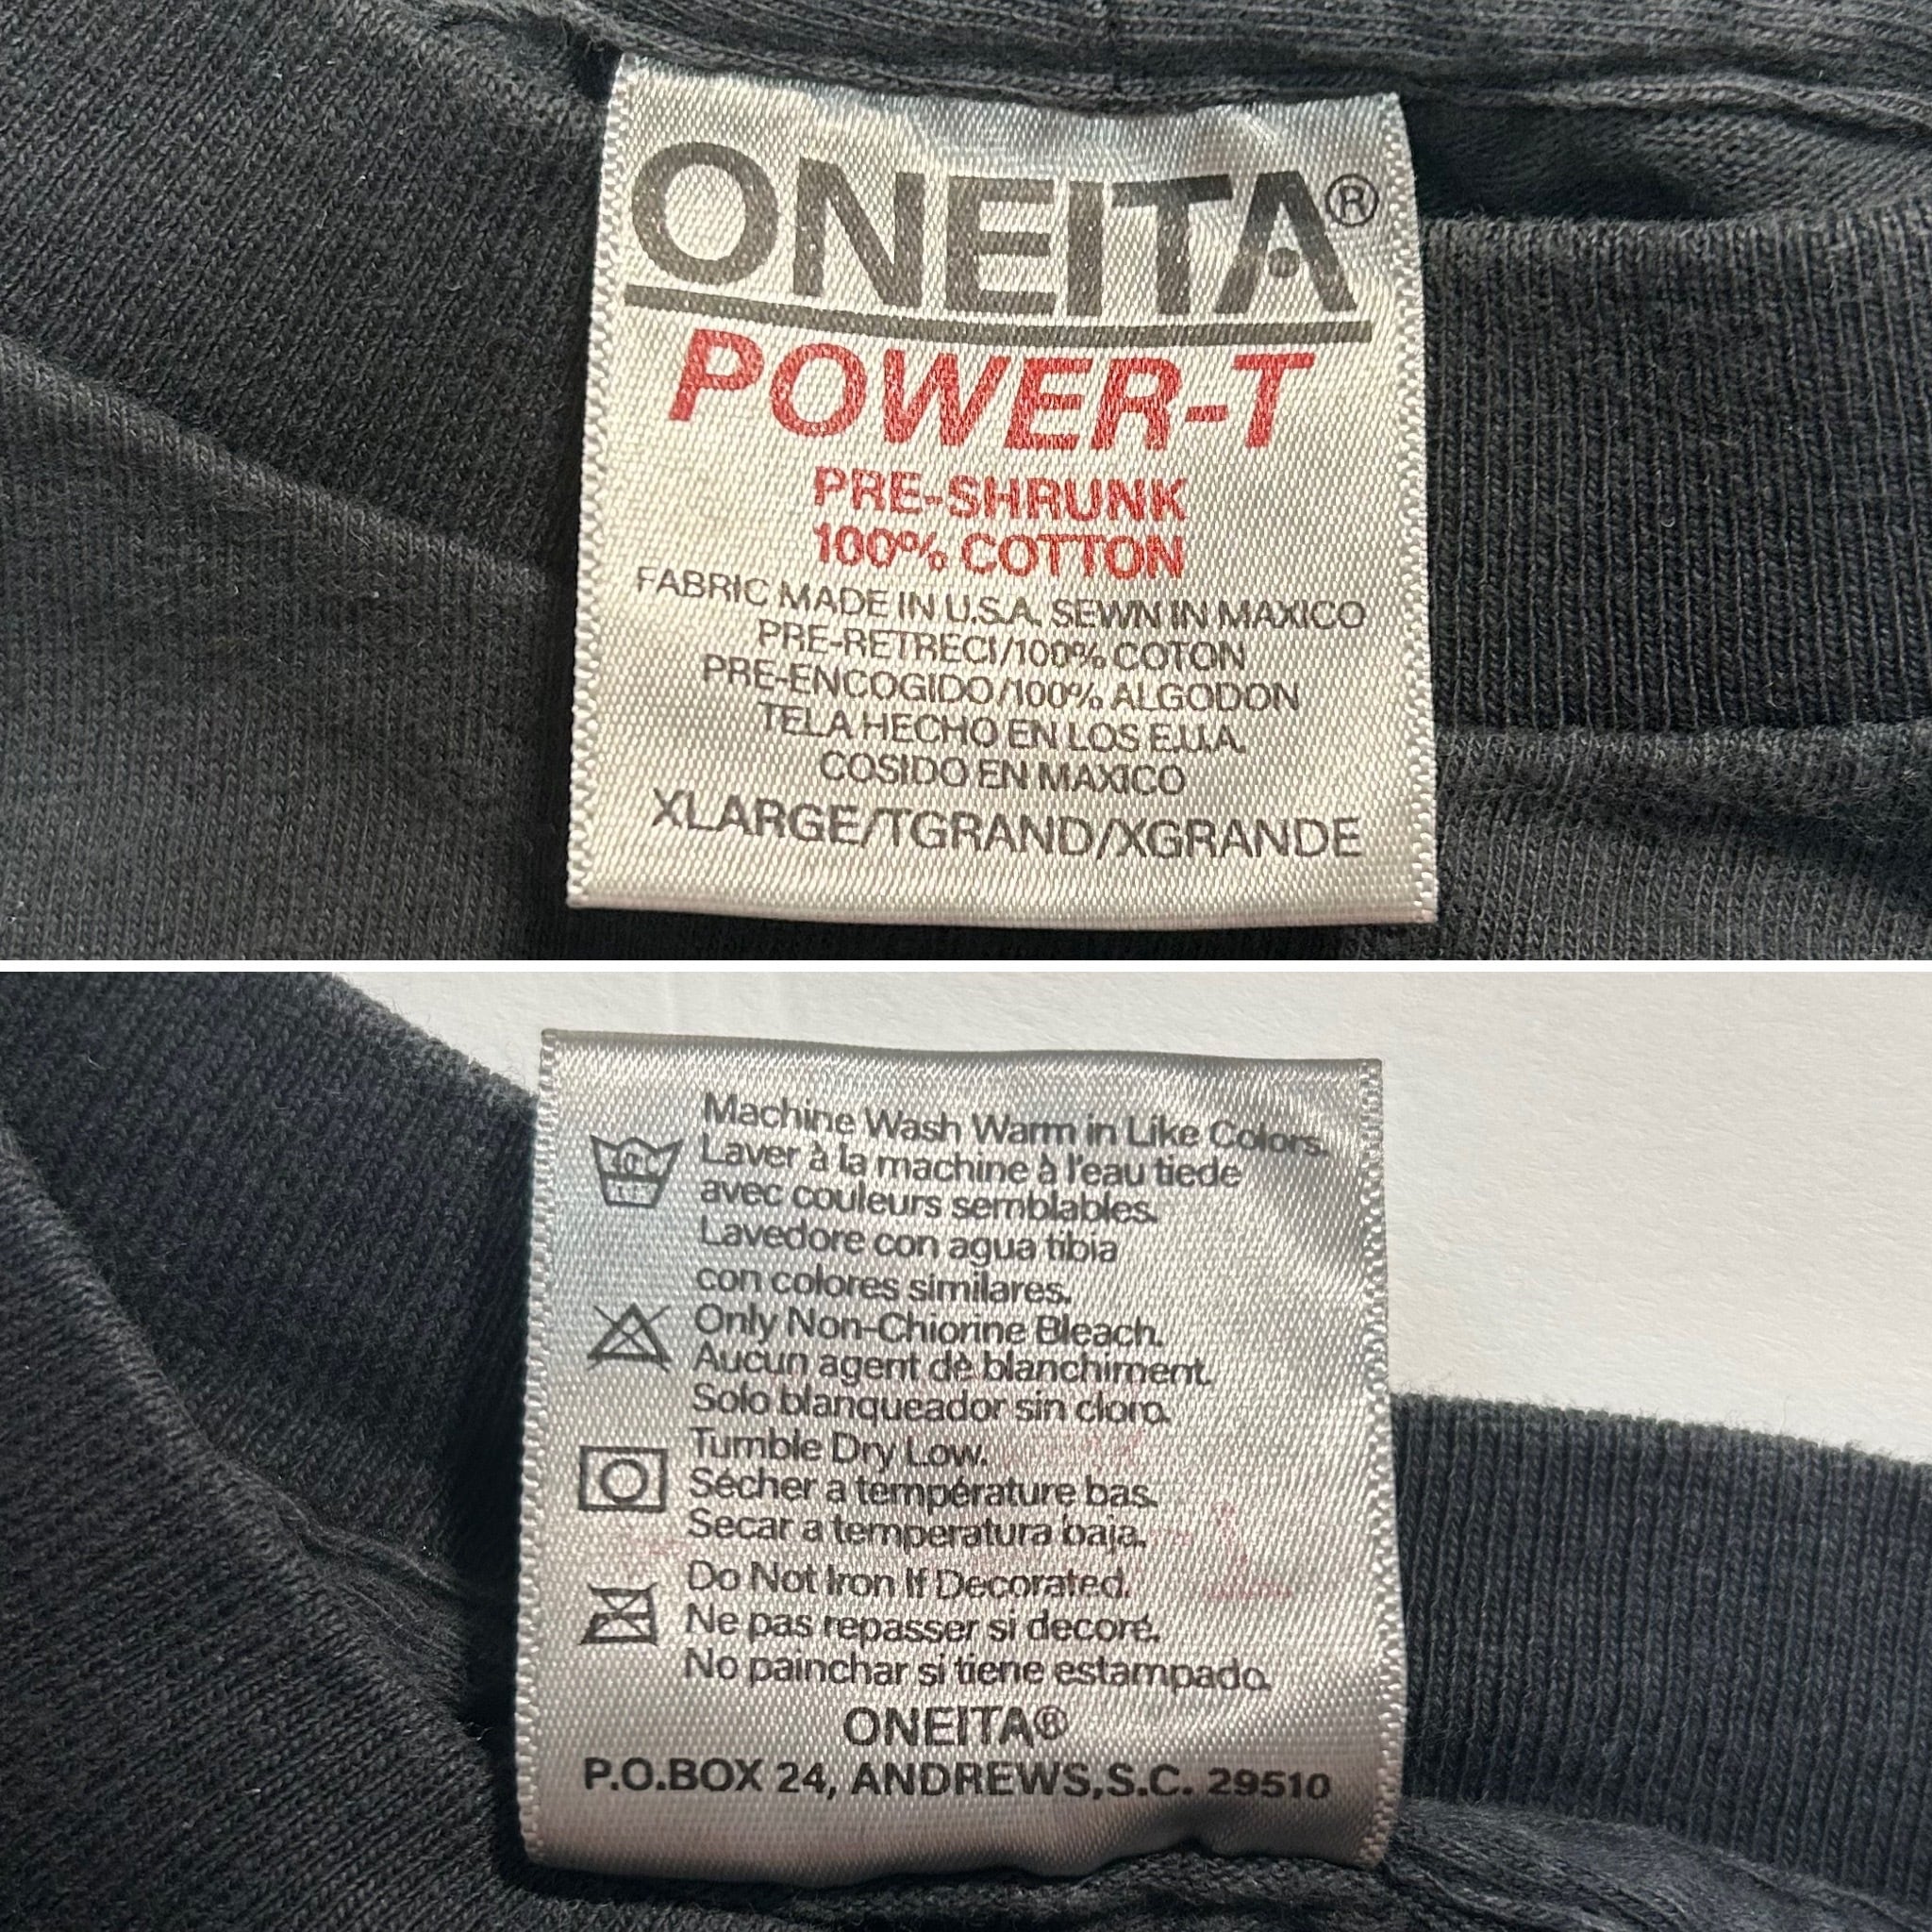 ONEITA®
POWER-T
PRE-SHRUNK
100% COTTON
FABRIC MADE IN U.S.A. SEWN IN MAXICO
PRE-RETRECI/100% COTON
PRE-ENCOGIDO/100% ALGODON
TELA HECHO EN LOS E.U.A.
COSIDO EN MAXICO
XLARGE/TGRAND/XGRANDE
Machine Wash Warm in Like Colors.
Laver à la machine à l'eau tiede
avec couleurs semblables.
Lavedore con agua tibia
con colores similares.
Only Non-Chiorine Bleach.
Aucun agent dè blanchiment.
Solo blanqueador sin cloro.
Tumble Dry Low.
Sécher a température bas.
Secar a temperatura baja.
Do Not Iron If Decorated.
Ne pas repasser si decoré.
No painchar si tiene estampado.
ONEITA®
P.O.BOX 24, ANDREWS,S.C. 29510